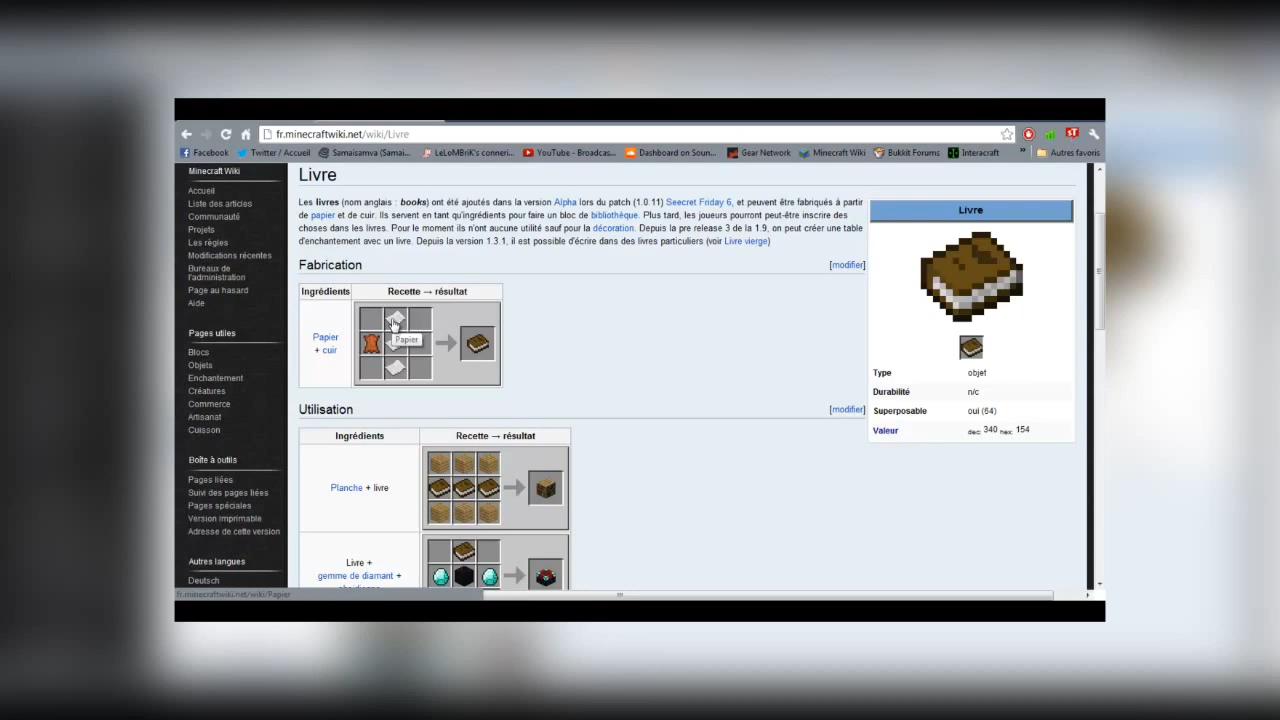 fr.minecraftwiki.net/wiki/Livre
Facebook
Twitter / Accueil
Samaisamva (Samai...
LeLoMBriK's conneri...
YouTube - Broadcas...
Dashboard on Soun...
Gear Network
Minecraft Wiki
Bukkit Forums
Interacraft
»
Autres favoris
Minecraft Wiki
Accueil
Liste des articles
Communauté
Projets
Les règles
Modifications récentes
Bureaux de
l'administration
Page au hasard
Aide
Pages utiles
Blocs
Objets
Enchantement
Créatures
Commerce
Artisanat
Cuisson
Boîte à outils
Pages liées
Suivi des pages liées
Pages spéciales
Version imprimable
Adresse de cette version
Autres langues
Deutsch
Livre
Les livres (nom anglais : books) ont été ajoutés dans la version Alpha lors du patch (1.0.11) Seecret Friday 6, et peuvent être fabriqués à partir
de papier et de cuir. Ils servent en tant qu'ingrédients pour faire un bloc de bibliothèque. Plus tard, les joueurs pourront peut-être inscrire des
choses dans les livres. Pour le moment ils n'ont aucune utilité sauf pour la décoration. Depuis la pre release 3 de la 1.9, on peut créer une table
d'enchantement avec un livre. Depuis la version 1.3.1, il est possible d'écrire dans des livres particuliers (voir Livre vierge)
Fabrication
[modifier]
Ingrédients
Recette → résultat
Papier
+ cuir
Papier
Utilisation
[modifier]
Ingrédients
Recette → résultat
Planche + livre
Livre +
gemme de diamant +
Livre
Type
objet
Durabilité
n/c
Superposable
oui (64)
Valeur
dec: 340 hex: 154
fr.minecraftwiki.net/wiki/Papier